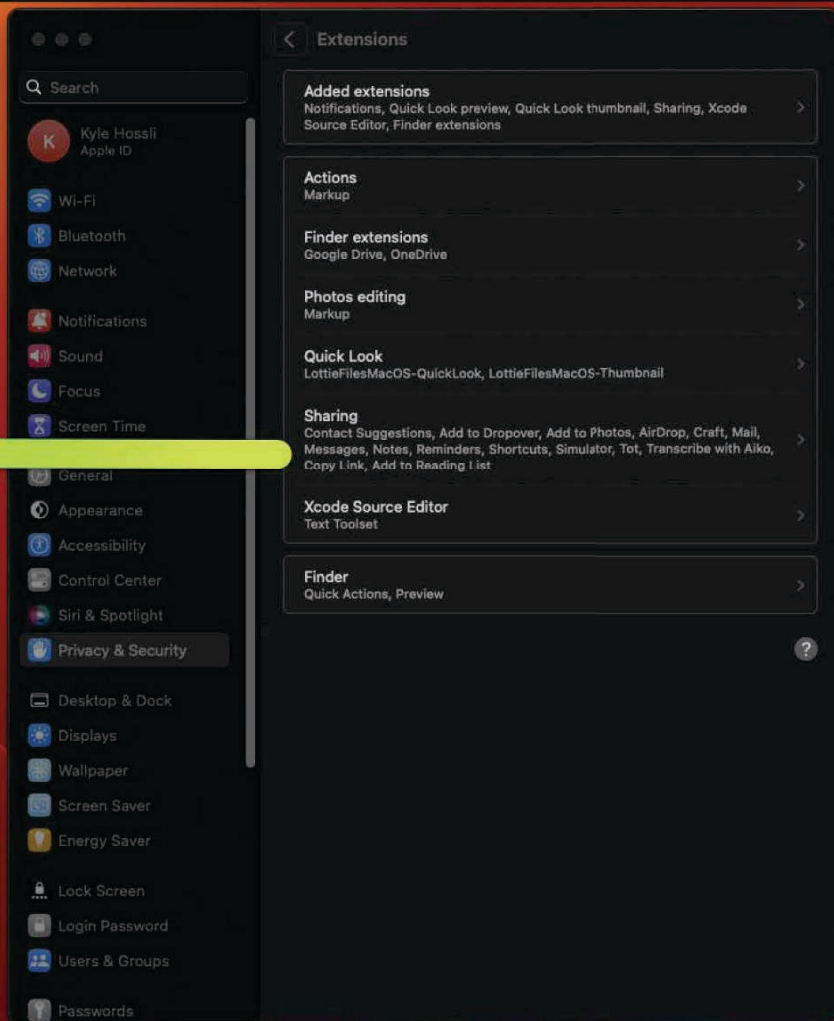 Search
Kyle Hossli
Apple ID
Wi-Fi
Bluetooth
Network
Notifications
Sound
Focus
Screen Time
General
Appearance
Accessibility
Control Center
Siri & Spotlight
Privacy & Security
Desktop & Dock
Displays
Wallpaper
Screen Saver
Energy Saver
Lock Screen
Login Password
Users & Groups
Passwords
Extensions
Added extensions
Notifications, Quick Look preview, Quick Look thumbnail, Sharing, Xcode
Source Editor, Finder extensions
Actions
Markup
Finder extensions
Google Drive, OneDrive
Photos editing
Markup
Quick Look
LottieFilesMacOS-QuickLook, LottieFilesMacOS-Thumbnail
Sharing
Contact Suggestions, Add to Dropover, Add to Photos, AirDrop, Craft, Mail,
Messages, Notes, Reminders, Shortcuts, Simulator, Tot, Transcribe with Aiko,
Copy Link, Add to Reading List
Xcode Source Editor
Text Toolset
Finder
Quick Actions, Preview
?
K